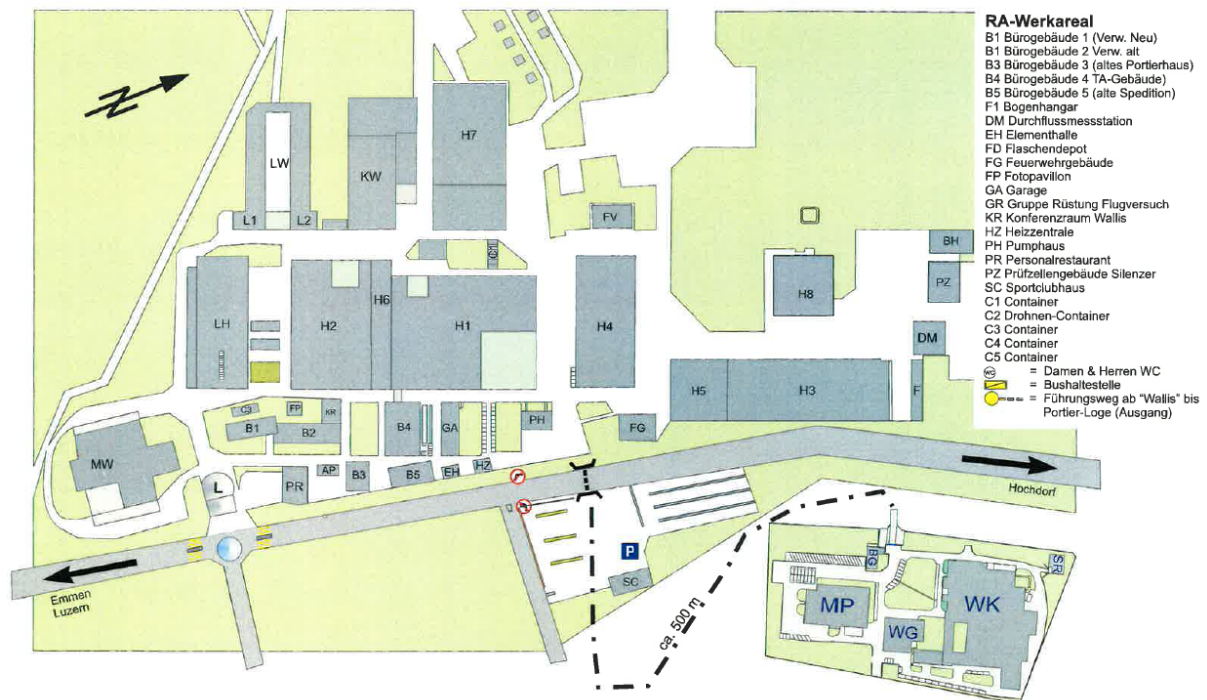 RA-Werkareal
B1 Bürogebäude 1 (Verw. Neu)
B1 Bürogebäude 2 Verw. alt
B3 Bürogebäude 3 (altes Portierhaus)
B4 Bürogebäude 4 TA-Gebäude)
B5 Bürogebäude 5 (alte Spedition)
F1 Bogenhangar
DM Durchflussmessstation
EH Elementhalle
FD Flaschendepot
FG Feuerwehrgebäude
FP Fotopavillon
GA Garage
GR Gruppe Rüstung Flugversuch
KR Konferenzraum Wallis
HZ Heizzentrale
PH Pumphaus
PR Personalrestaurant
PZ Prüfzellengebäude Silenzer
SC Sportclubhaus
C1 Container
C2 Drohnen-Container
C3 Container
C4 Container
C5 Container
WC = Damen & Herren WC
= Bushaltestelle
= Führungsweg ab "Wallis" bis
Portier-Loge (Ausgang)
H7
LW
KW
L1
L2
FV
BH
C1
PZ
LH
H2
H6
H1
H4
H8
DM
H5
H3
F
C3
FP
KR
B1
B2
B4
GA
PH
FG
MW
L
PR
AP
B3
B5
EH
HZ
Hochdorf
P
SC
Emmen
Luzern
ca. 500 m
BG
SR
MP
WK
WG